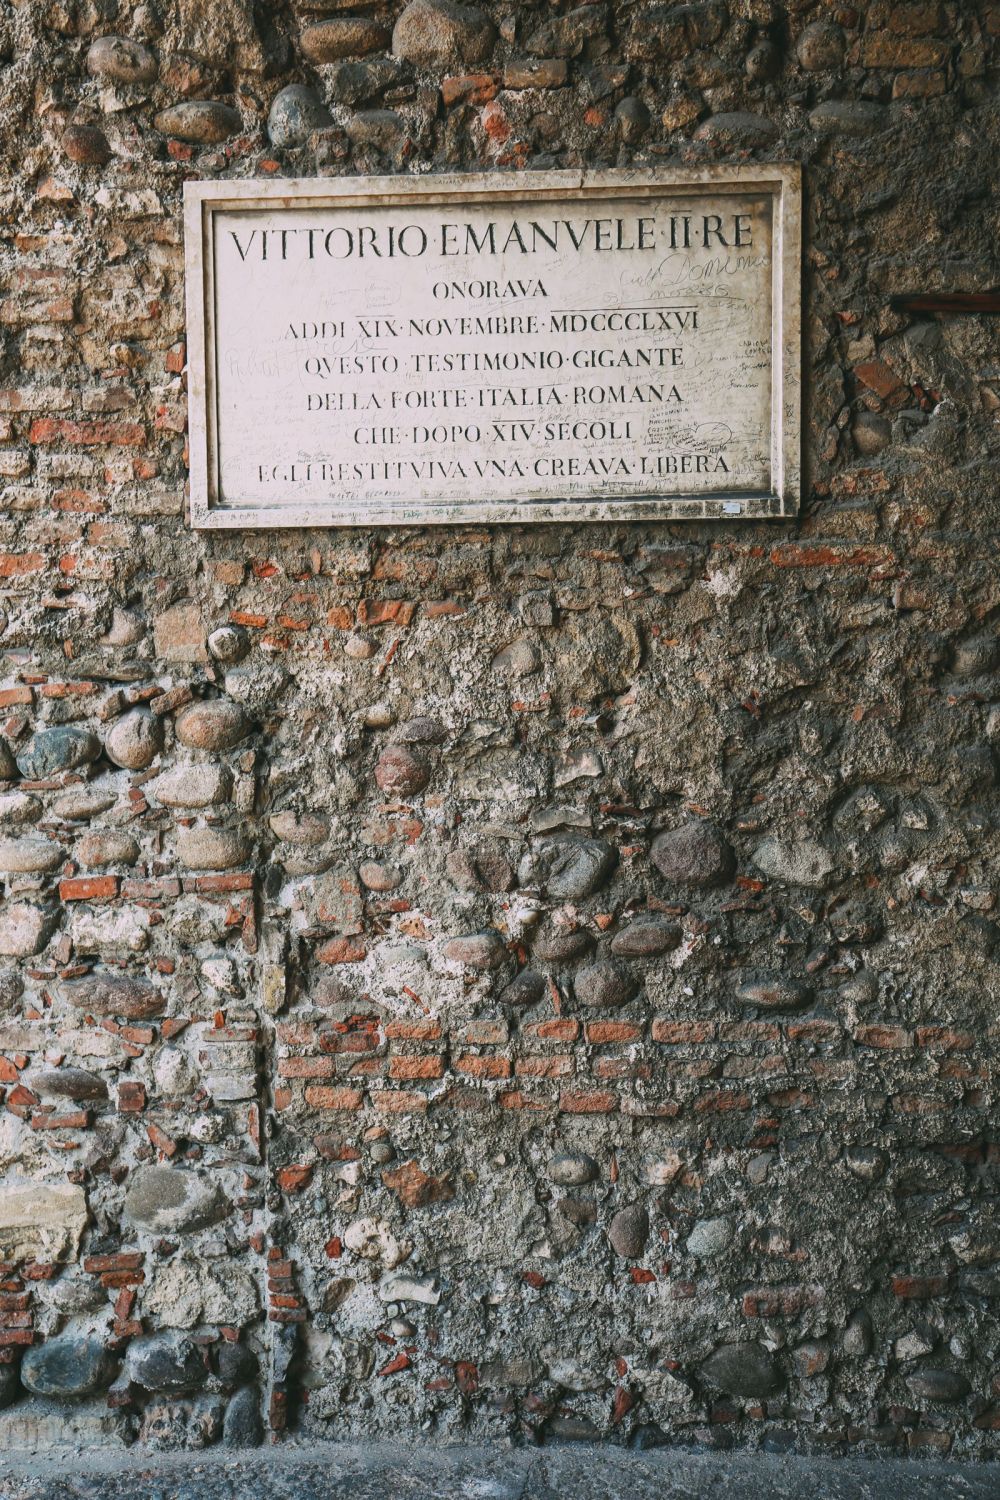 VITTORIO·EMANVELE·II·RE
ONORAVA
ADDI XIX·NOVEMBRE·MDCCCLXVI
QVESTO·TESTIMONIO·GIGANTE
DELLA·FORTE·ITALIA·ROMANA
CHE·DOPO·XIV·SECOLI
EGLI RESTITVIVA·VNA·CREAVA·LIBERA